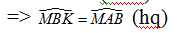 => \widehat{MBK} = \widehat{MAB} (hq)